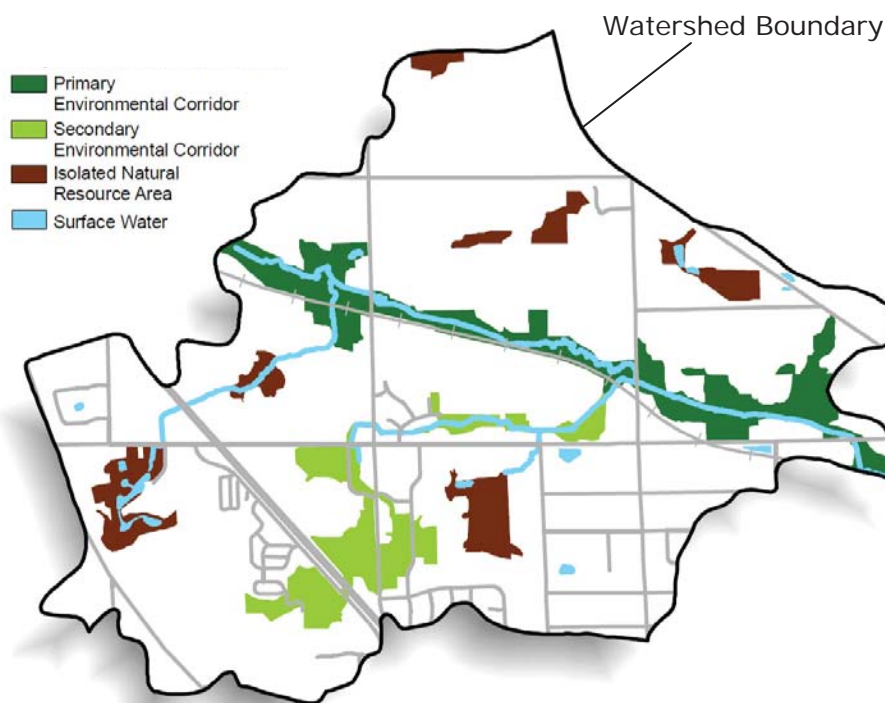 Watershed Boundary
Primary
Environmental Corridor
Secondary
Environmental Corridor
Isolated Natural
Resource Area
Surface Water